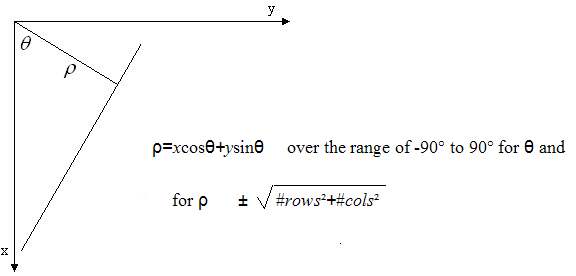 y
θ
ρ
ρ=xcosθ+ysinθ over the range of -90° to 90° for θ and
for ρ ± √#rows²+#cols²
x